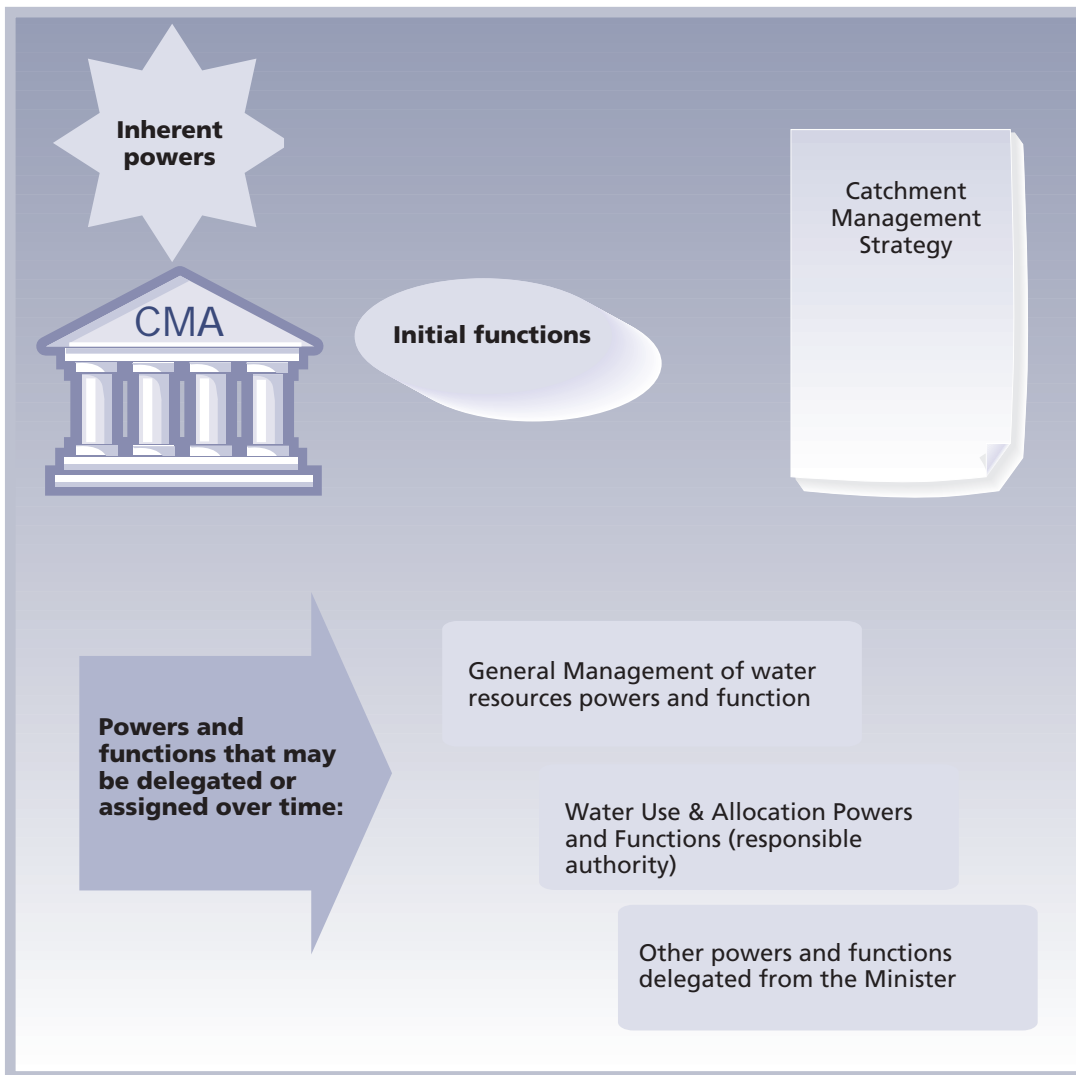 Inherent
powers
CMA
Initial functions
Catchment
Management
Strategy
Powers and
functions that may
be delegated or
assigned over time:
General Management of water
resources powers and function
Water Use & Allocation Powers
and Functions (responsible
authority)
Other powers and functions
delegated from the Minister